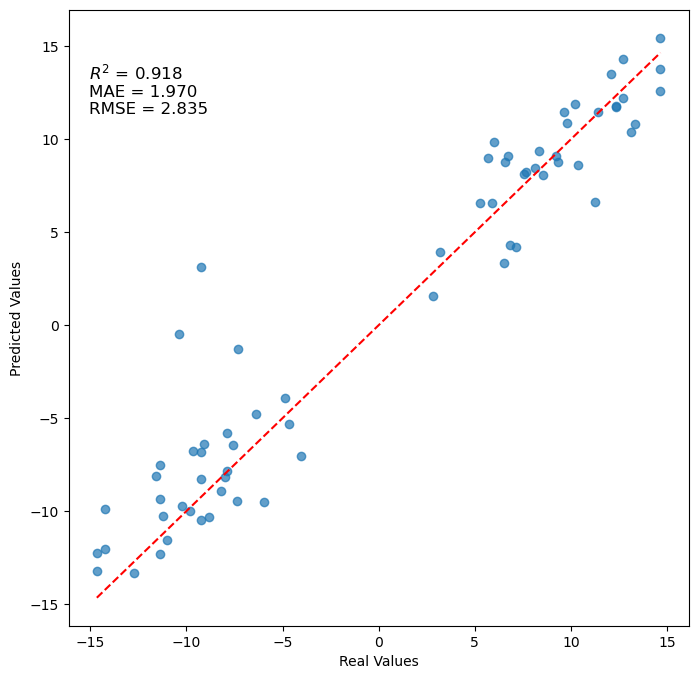 R² = 0.918
MAE = 1.970
RMSE = 2.835
15
10
5
0
−5
−10
−15
Predicted Values
−15 −10 −5 0 5 10 15
Real Values